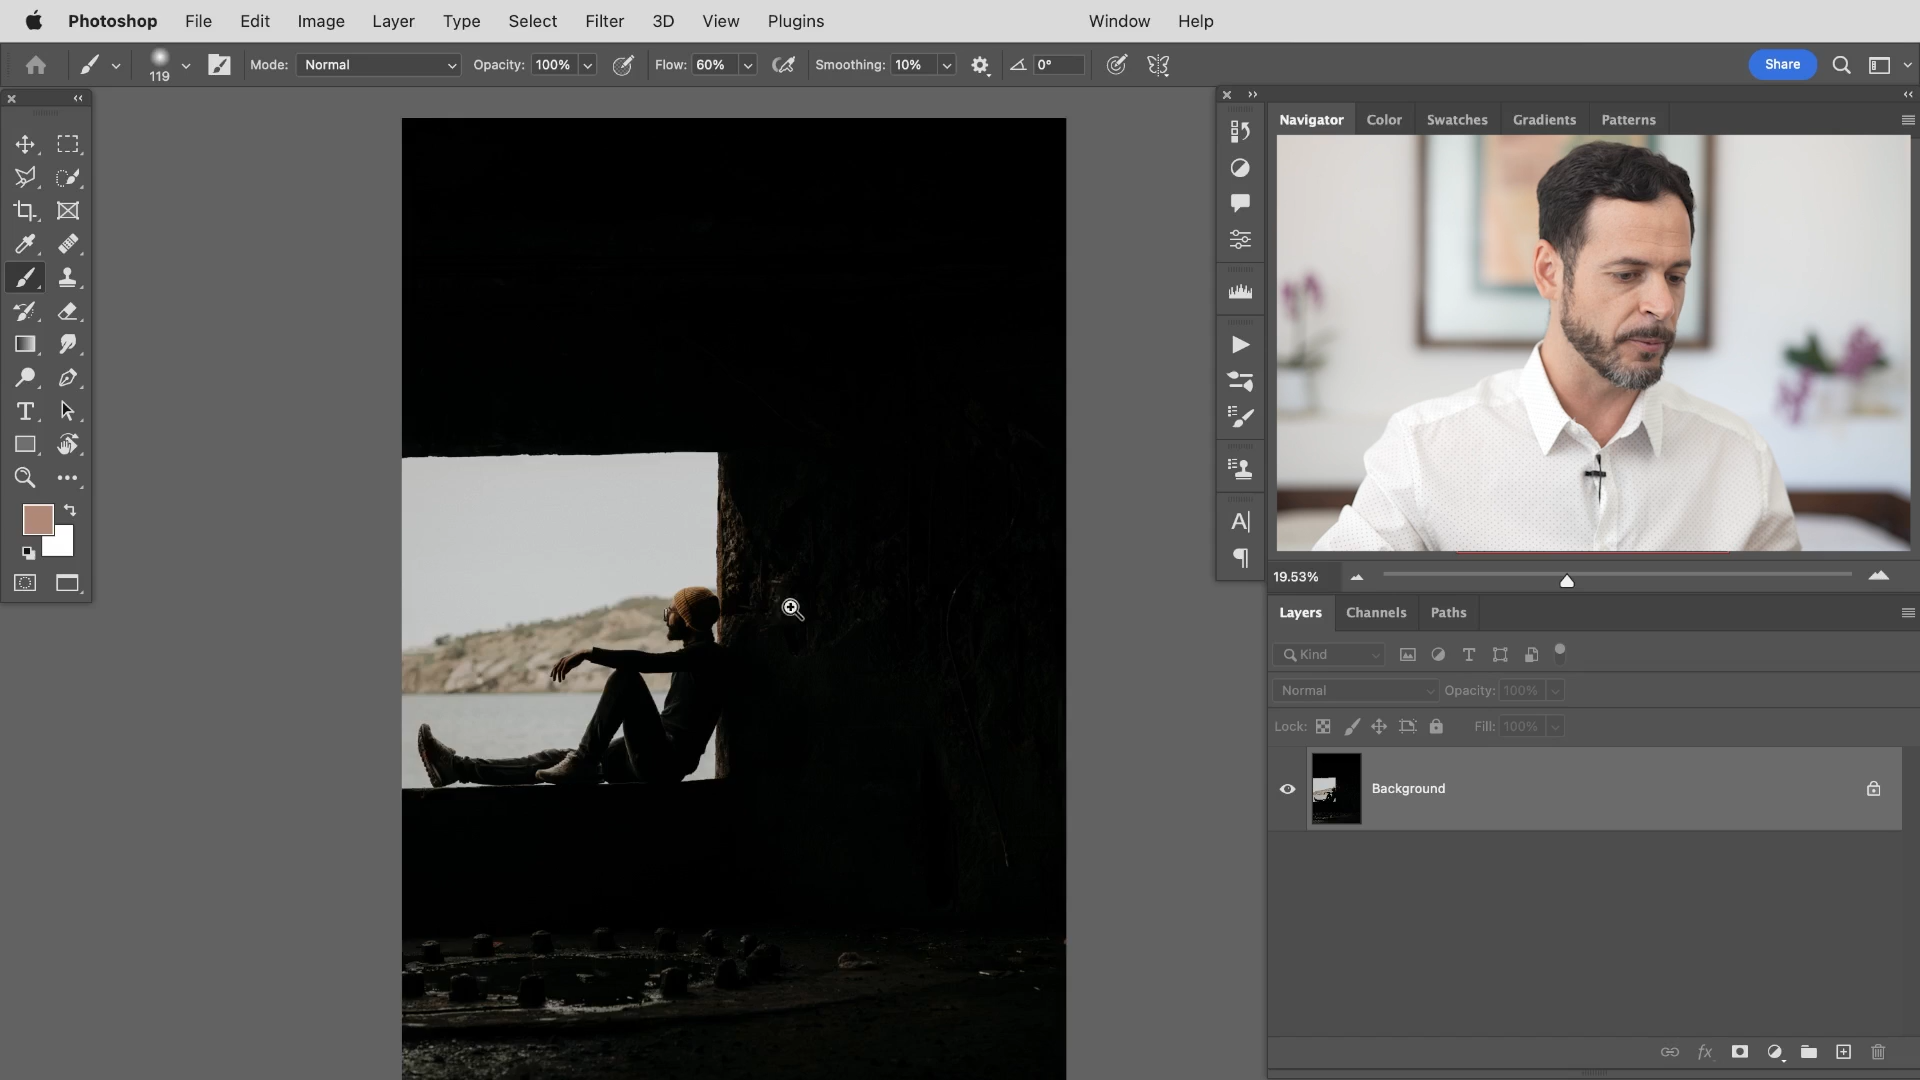 Photoshop File Edit Image Layer Type Select Filter 3D View Plugins Window Help
119 Mode: Normal Opacity: 100% Flow: 60% Smoothing: 10% 0° Share
Navigator Color Swatches Gradients Patterns
19.53%
Layers Channels Paths
Kind
Normal Opacity: 100%
Lock: Fill: 100%
Background